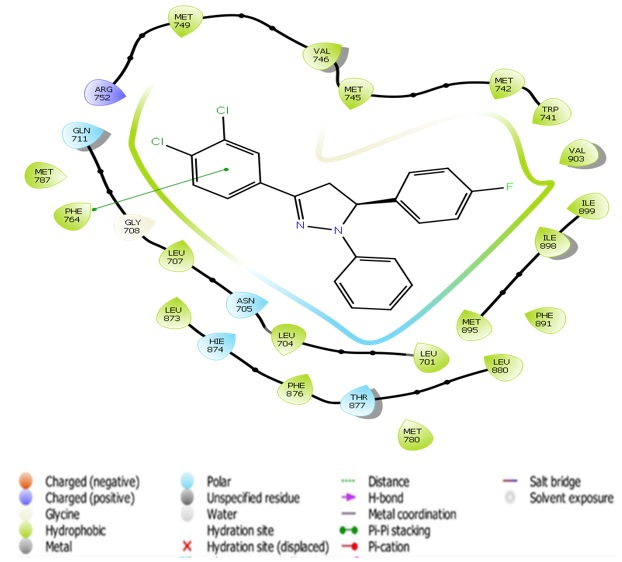 MET
749
VAL
746
ARG
752
MET
745
MET
742
TRP
741
Cl
GLN
711
Cl
VAL
903
MET
787
F
PHE
764
ILE
899
GLY
708
N
N
ILE
898
LEU
707
ASN
705
LEU
873
MET
895
PHE
891
LEU
704
HIE
874
LEU
701
LEU
880
PHE
876
THR
877
MET
780
Charged (negative)
Charged (positive)
Glycine
Hydrophobic
Metal
Polar
Unspecified residue
Water
Hydration site
Hydration site (displaced)
Distance
H-bond
Metal coordination
Pi-Pi stacking
Pi-cation
Salt bridge
Solvent exposure